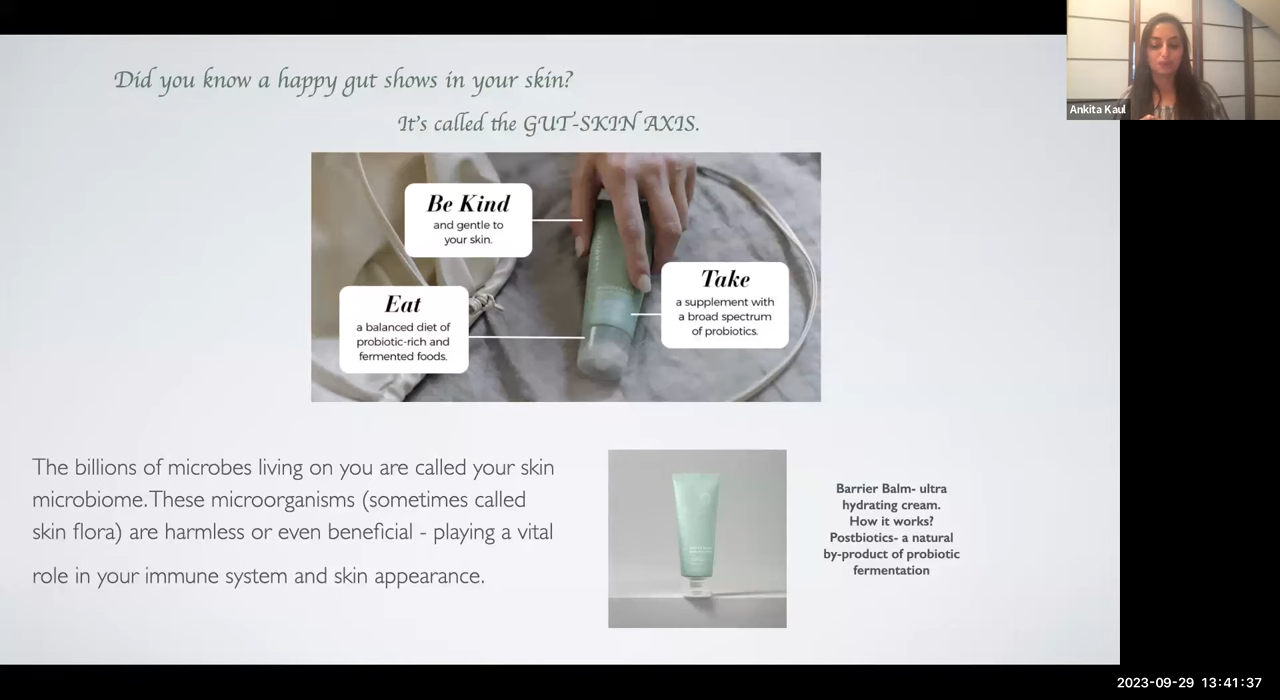 Did you know a happy gut shows in your skin?
It's called the GUT-SKIN AXIS.
Ankita Kaul
Be Kind
and gentle to
your skin.
Take
a supplement with
a broad spectrum
of probiotics.
Eat
a balanced diet of
probiotic-rich and
fermented foods.
The billions of microbes living on you are called your skin
microbiome.These microorganisms (sometimes called
skin flora) are harmless or even beneficial - playing a vital
role in your immune system and skin appearance.
Barrier Balm- ultra
hydrating cream.
How it works?
Postbiotics- a natural
by-product of probiotic
fermentation
2023-09-29 13:41:37